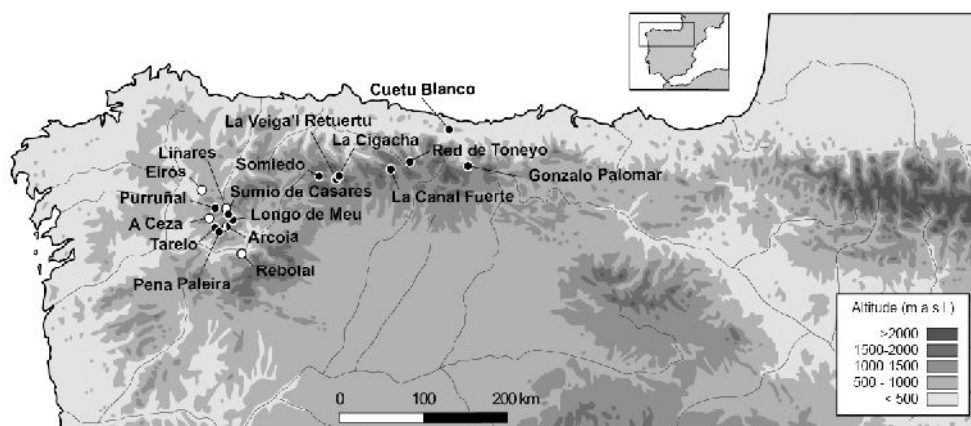 Cuetu Blanco
La Veiga'l Retuertu
La Cigacha
Red de Toneyo
Liñares
Somiedo
Eirós
Gonzalo Palomar
Sumio de Casares
La Canal Fuerte
Purruñal
A Ceza
Longo de Meu
Tarelo
Arcoia
Rebolal
Pena Paleira
Altitude (m a s l )
>2000
1500-2000
1000-1500
500 - 1000
< 500
0 100 200 km